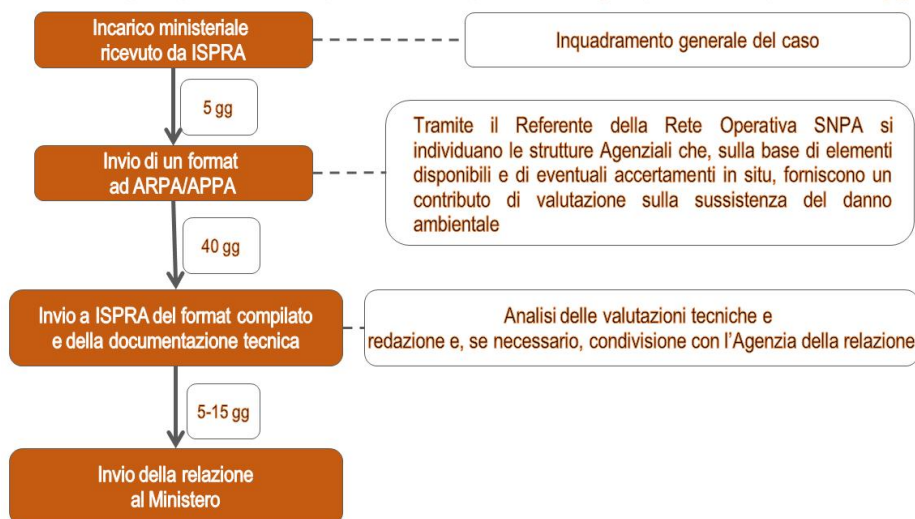 Incarico ministeriale
ricevuto da ISPRA
Inquadramento generale del caso
5 gg
Invio di un format
ad ARPA/APPA
Tramite il Referente della Rete Operativa SNPA si
individuano le strutture Agenziali che, sulla base di elementi
disponibili e di eventuali accertamenti in situ, forniscono un
contributo di valutazione sulla sussistenza del danno
ambientale
40 gg
Invio a ISPRA del format compilato
e della documentazione tecnica
Analisi delle valutazioni tecniche e
redazione e, se necessario, condivisione con l'Agenzia della relazione
5-15 gg
Invio della relazione
al Ministero